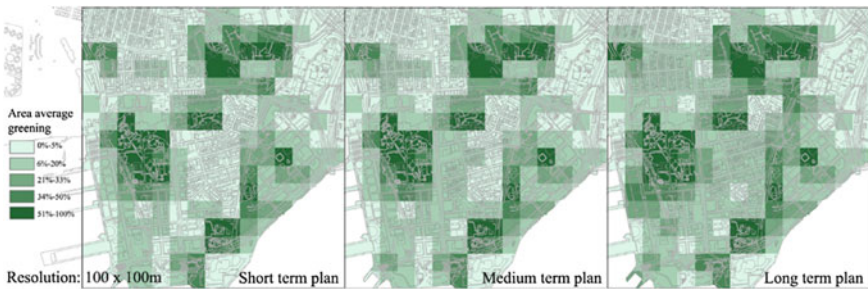 Area average
greening
0%-5%
6%-20%
21%-33%
34%-50%
51%-100%
Resolution: 100 x 100m
Short term plan
Medium term plan
Long term plan